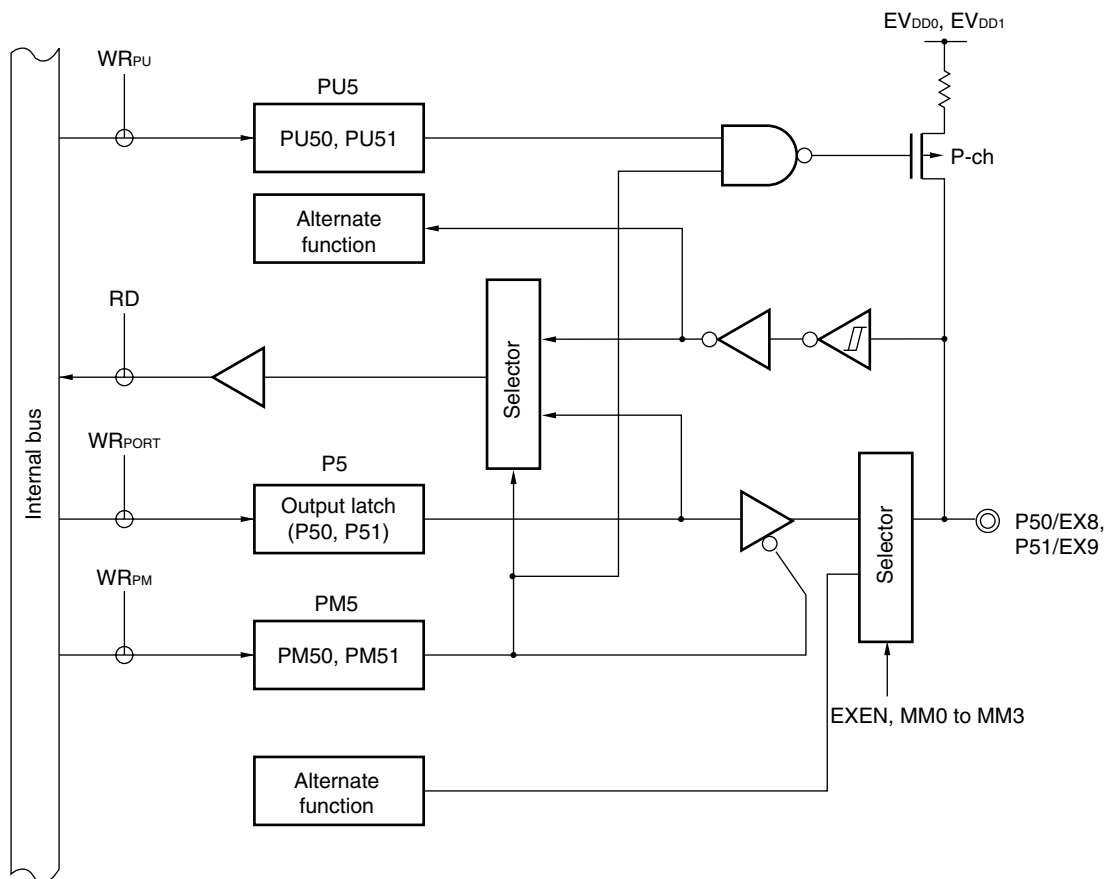 EVDD0, EVDD1
WRPU
PU5
PU50, PU51
P-ch
Alternate
function
RD
Selector
Internal bus
WRPORT
P5
Output latch
(P50, P51)
Selector
P50/EX8,
P51/EX9
WRPM
PM5
PM50, PM51
EXEN, MM0 to MM3
Alternate
function